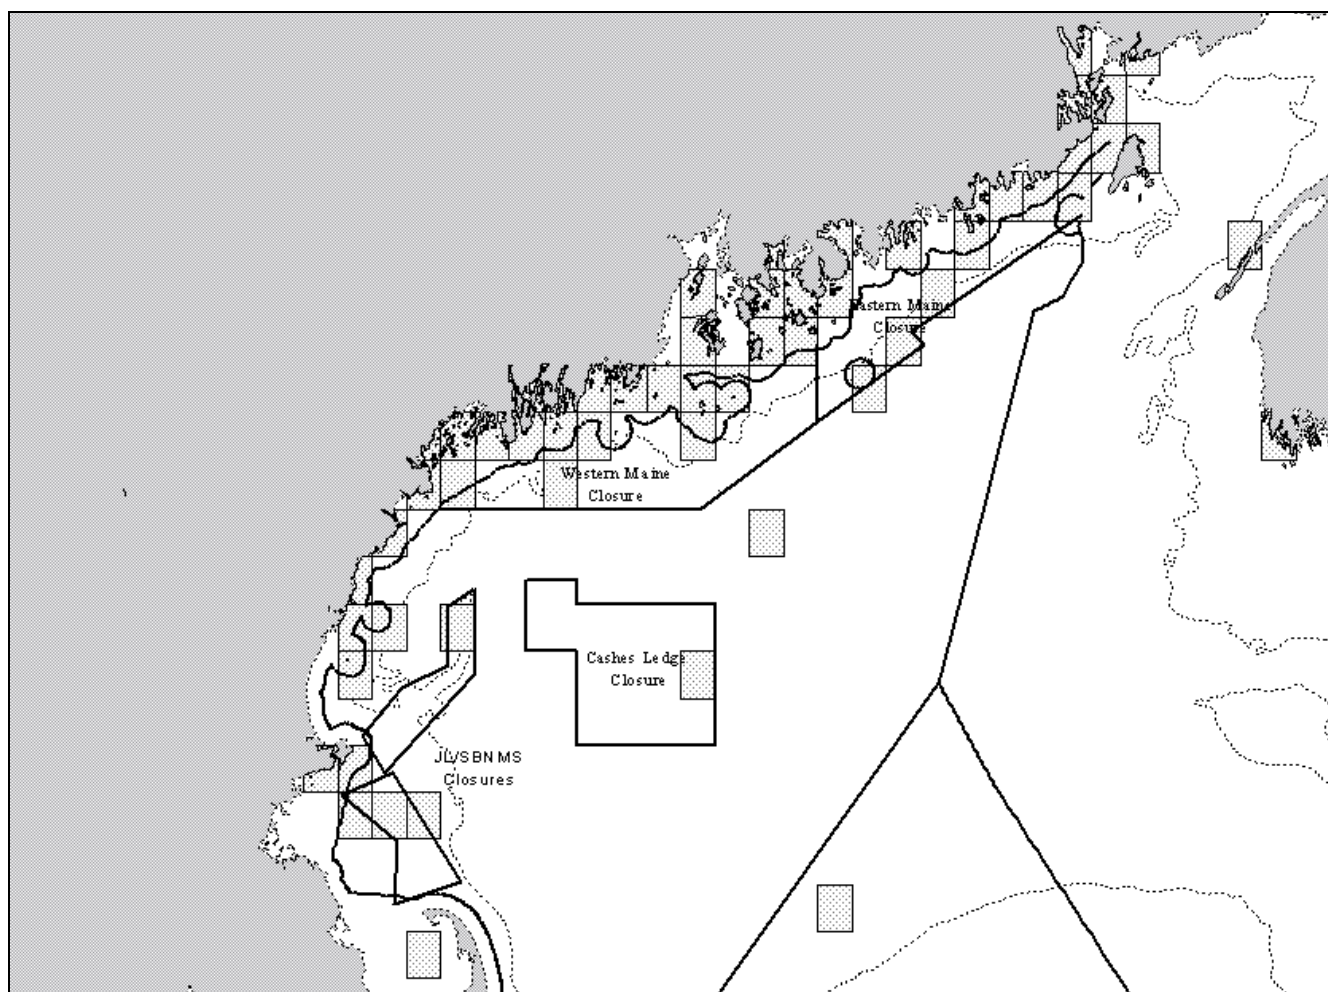 Eastern Maine
Closure
Western Maine
Closure
Cashes Ledge
Closure
JL/SBNMS
Closures